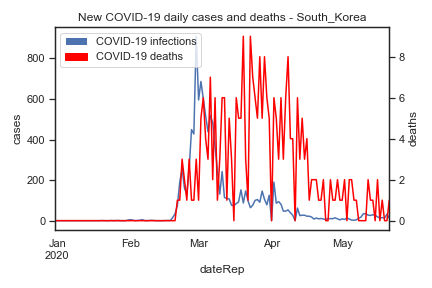 New COVID-19 daily cases and deaths - South_Korea
COVID-19 infections
COVID-19 deaths
cases
800
600
400
200
0
deaths
8
6
4
2
0
Jan
2020
Feb
Mar
Apr
May
dateRep